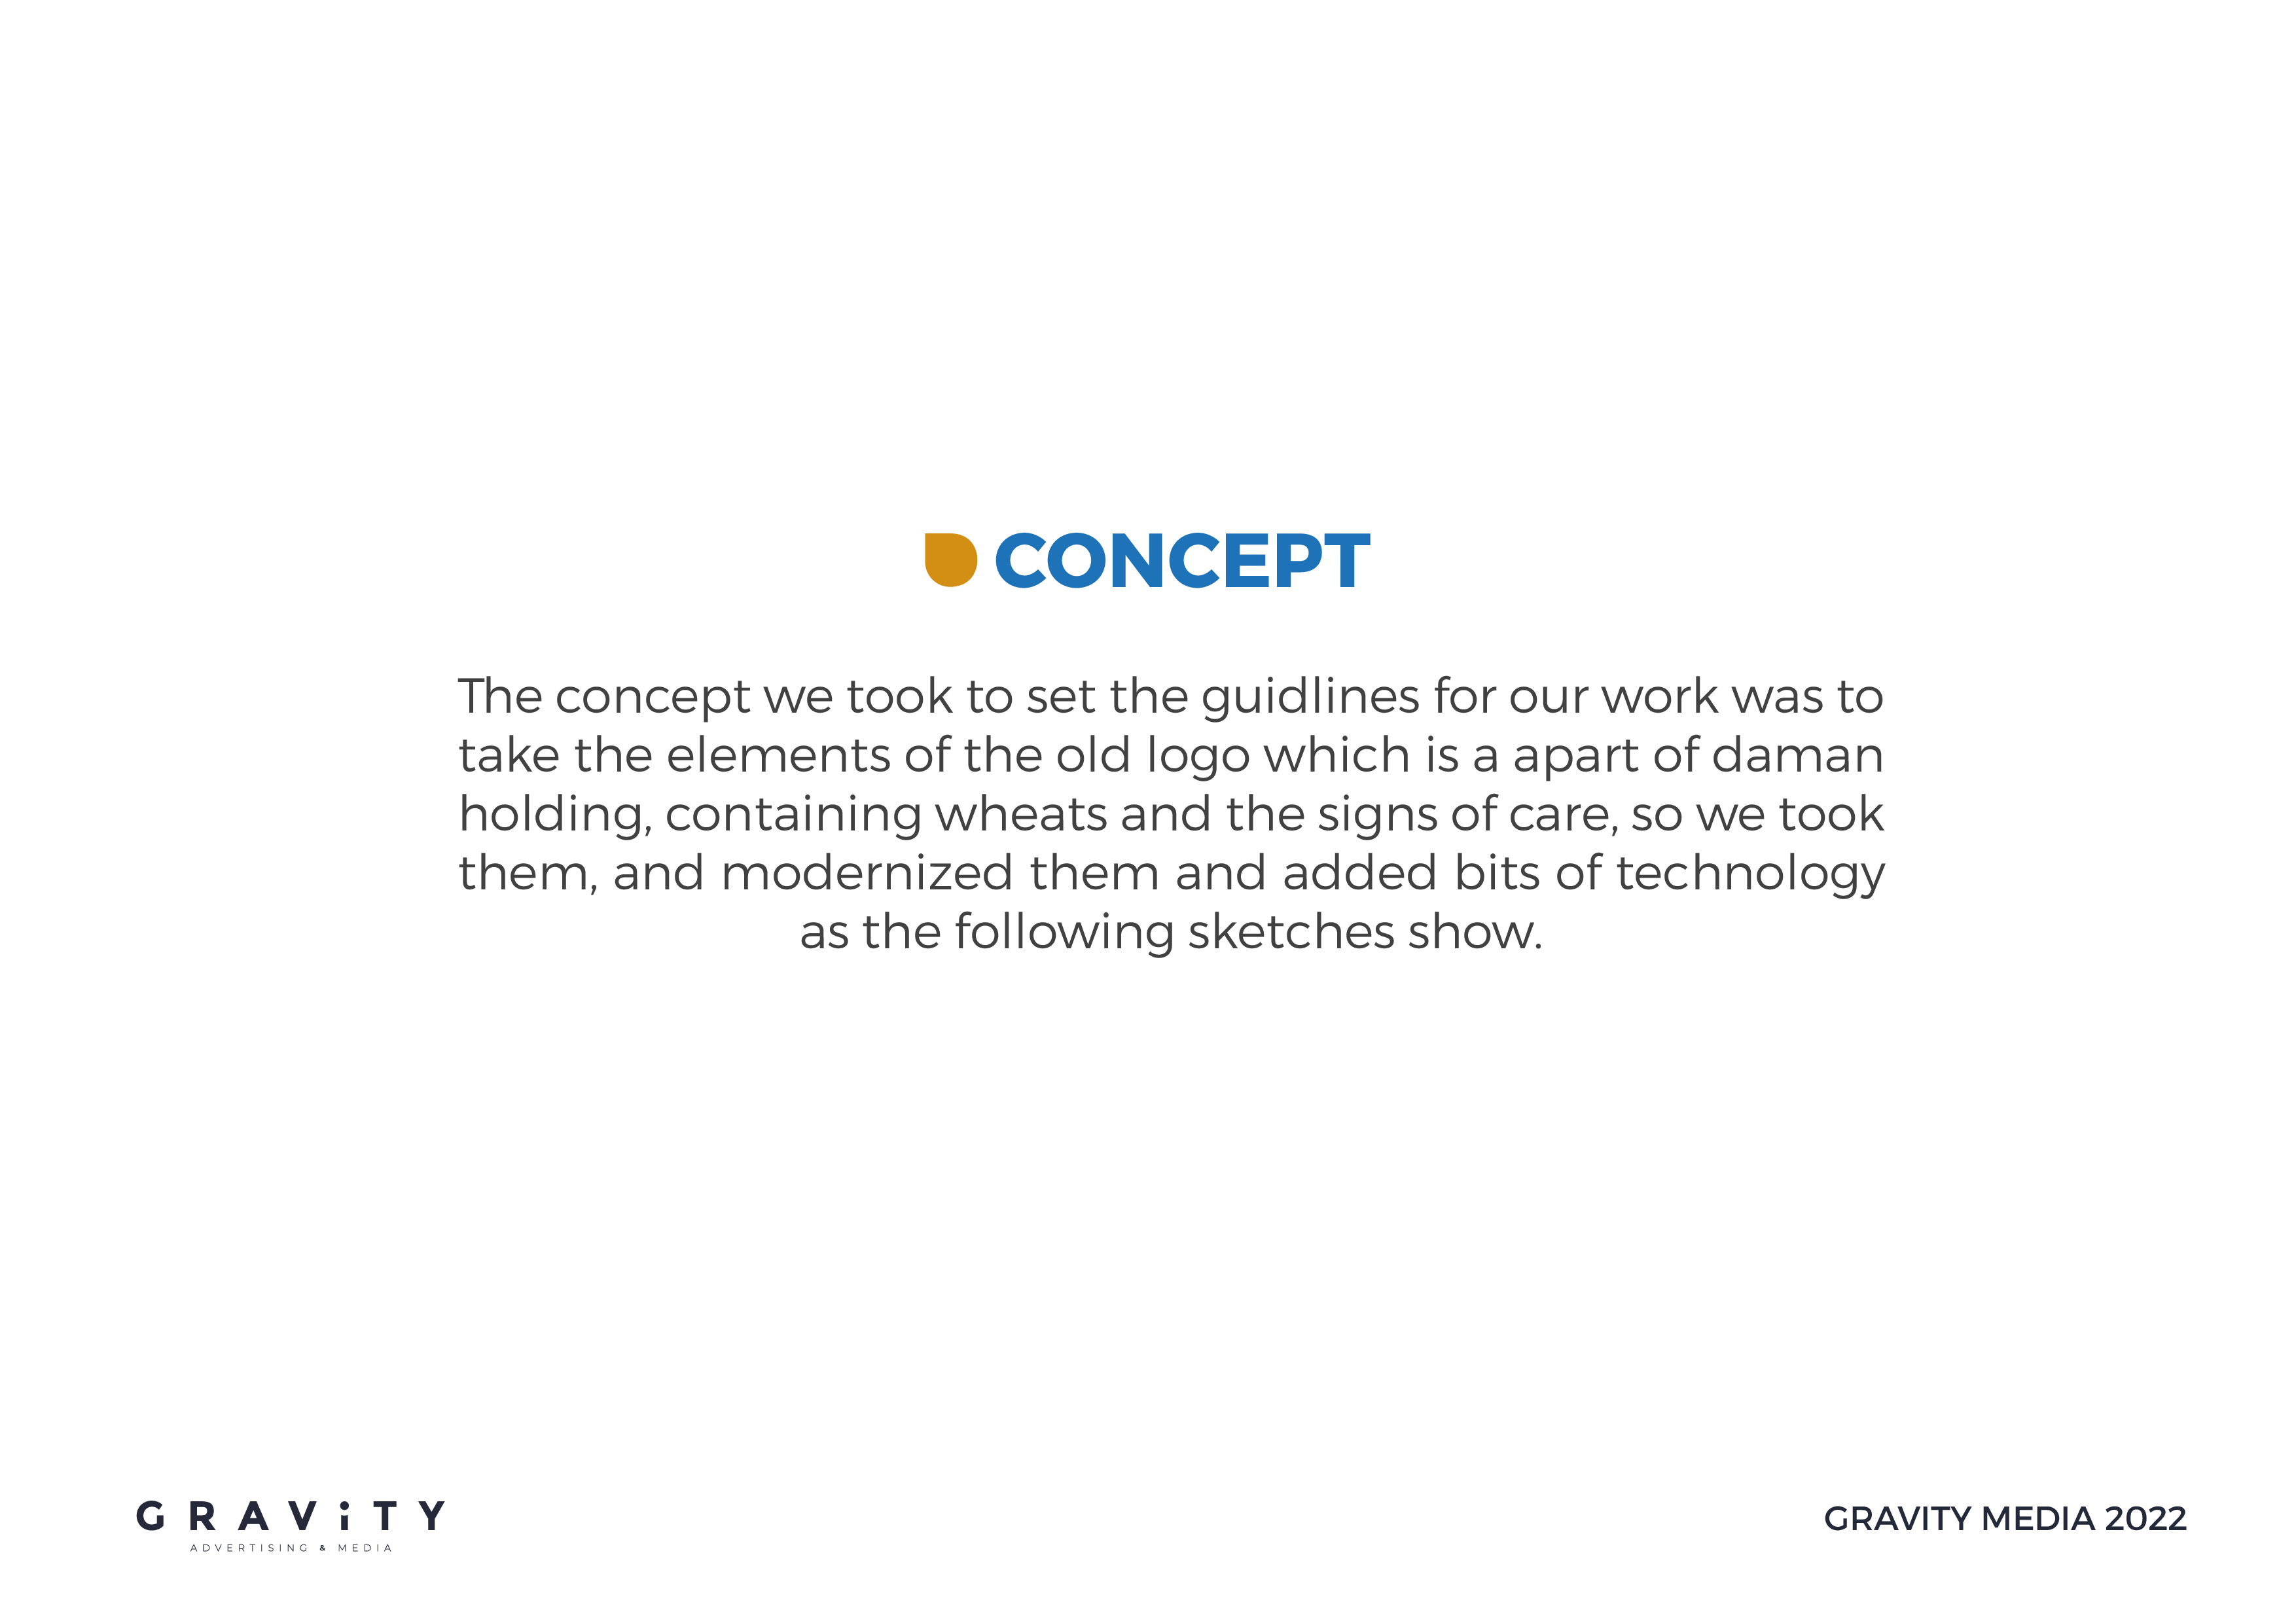 CONCEPT
The concept we took to set the guidlines for our work was to
take the elements of the old logo which is a apart of daman
holding, containing wheats and the signs of care, so we took
them, and modernized them and added bits of technology
as the following sketches show.
GRAViTY
ADVERTISING & MEDIA
GRAVITY MEDIA 2022